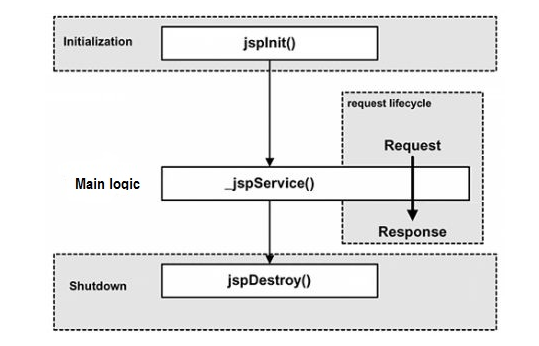 Initialization
jspInit()
request lifecycle
Request
Main logic
_jspService()
Response
Shutdown
jspDestroy()